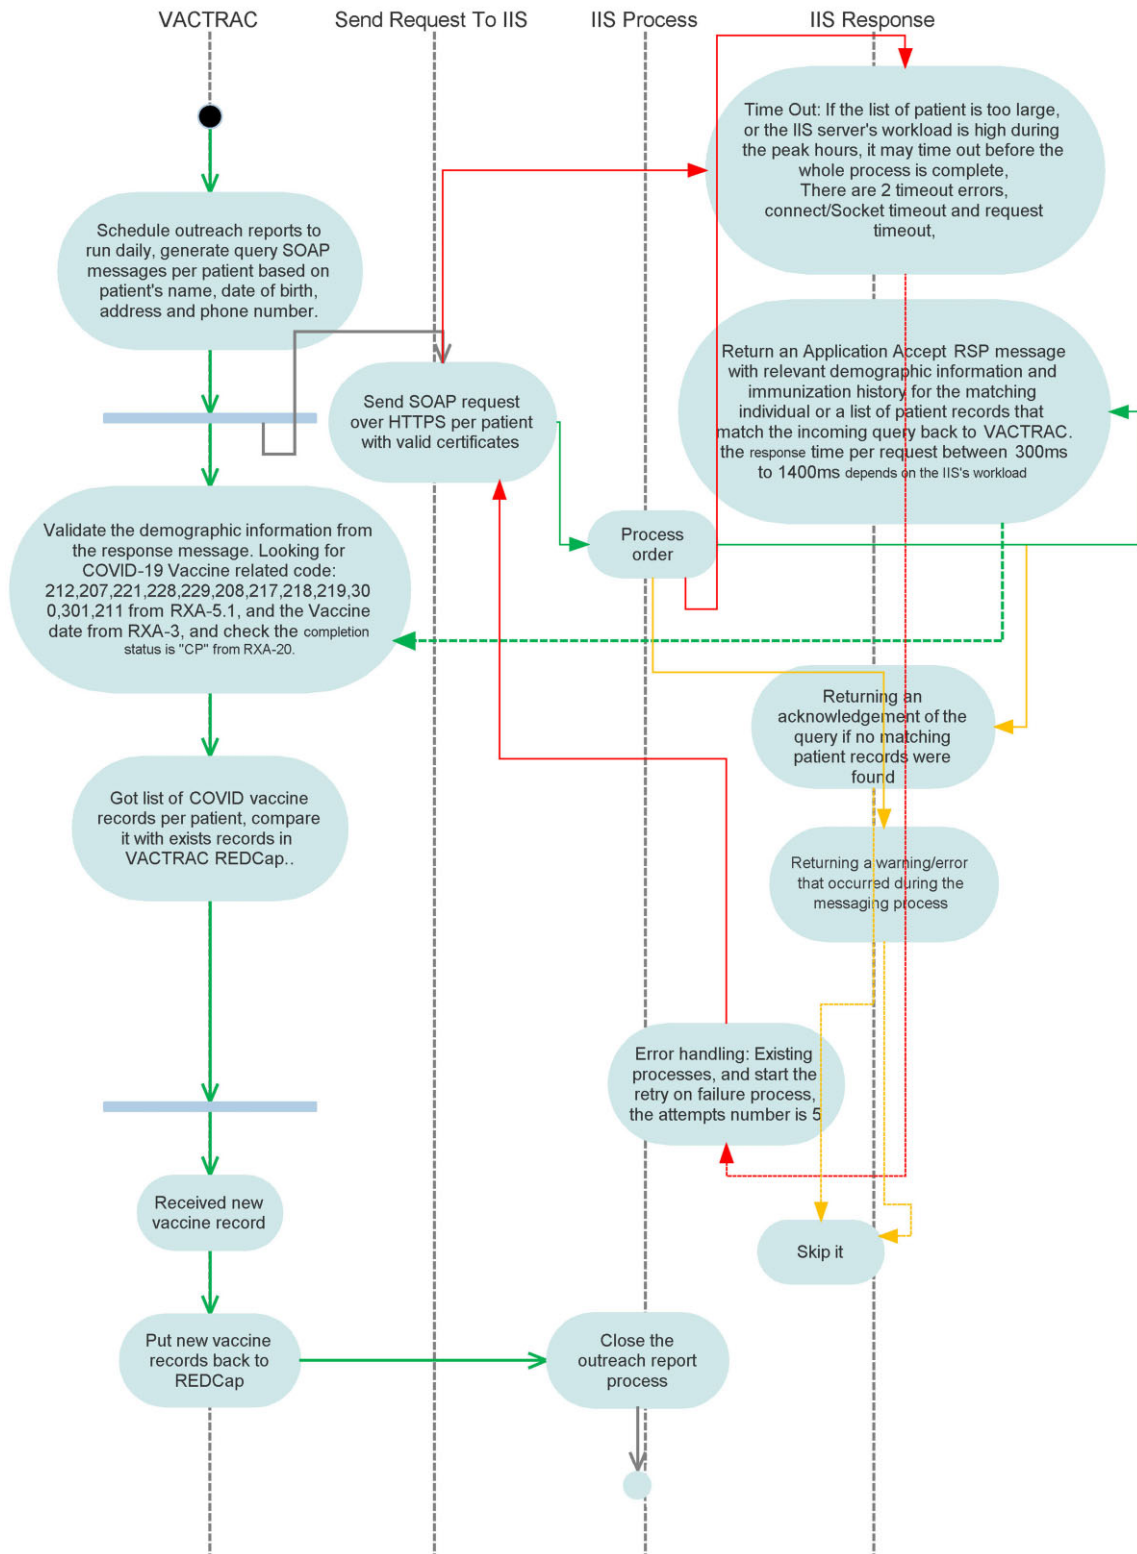 VACTRAC
Send Request To IIS
IIS Process
IIS Response
Time Out: If the list of patient is too large,
or the IIS server's workload is high during
the peak hours, it may time out before the
whole process is complete,
There are 2 timeout errors,
connect/Socket timeout and request
timeout,
Schedule outreach reports to
run daily, generate query SOAP
messages per patient based on
patient's name, date of birth,
address and phone number.
Return an Application Accept RSP message
with relevant demographic information and
immunization history for the matching
individual or a list of patient records that
match the incoming query back to VACTRAC.
the response time per request between 300ms
to 1400ms depends on the IIS's workload
Send SOAP request
over HTTPS per patient
with valid certificates
Process
order
Validate the demographic information from
the response message. Looking for
COVID-19 Vaccine related code:
212,207,221,228,229,208,217,218,219,30
0,301,211 from RXA-5.1, and the Vaccine
date from RXA-3, and check the completion
status is "CP" from RXA-20.
Returning an
acknowledgement of the
query if no matching
patient records were
found
Got list of COVID vaccine
records per patient, compare
it with exists records in
VACTRAC REDCap..
Returning a warning/error
that occurred during the
messaging process
Error handling: Existing
processes, and start the
retry on failure process,
the attempts number is 5
Received new
vaccine record
Skip it
Put new vaccine
records back to
REDCap
Close the
outreach report
process